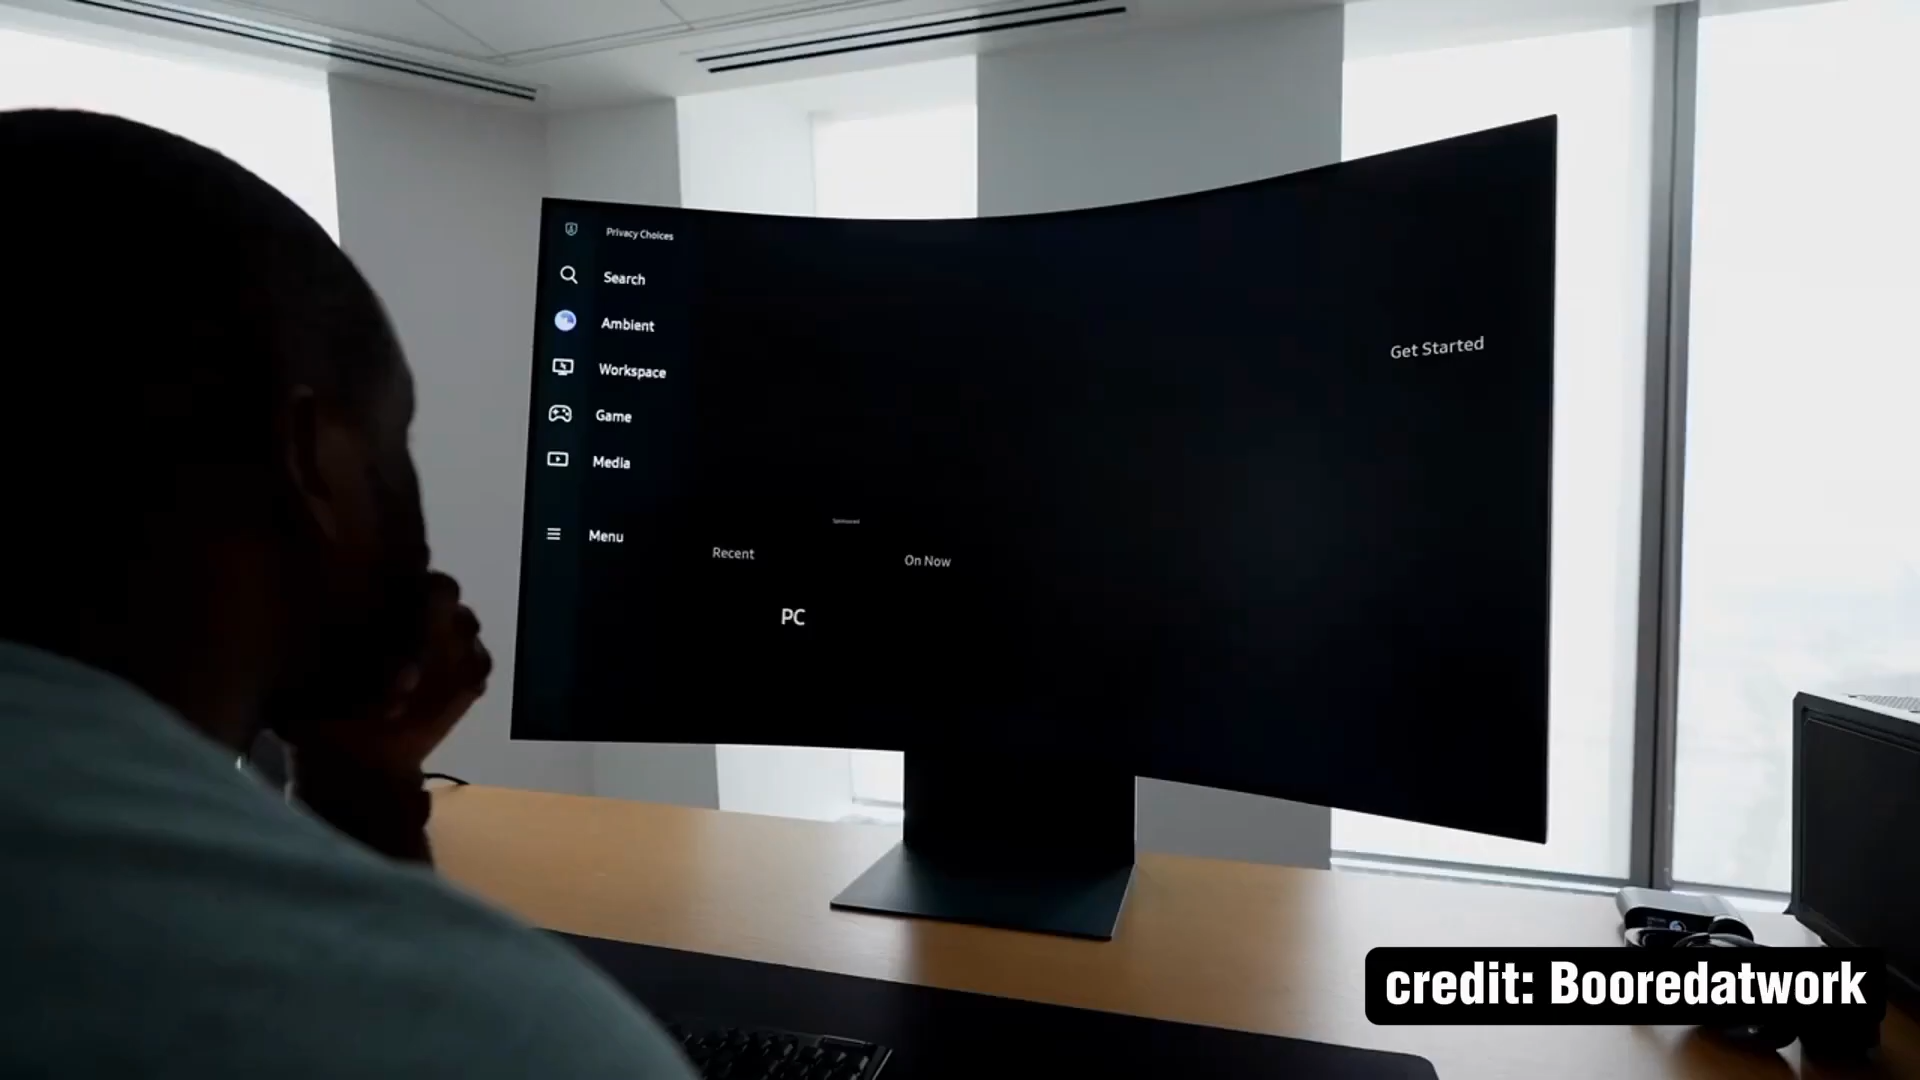 Privacy Choices
Search
Ambient
Workspace
Game
Media
Menu
Get Started
Recent
On Now
PC
credit: Booredatwork